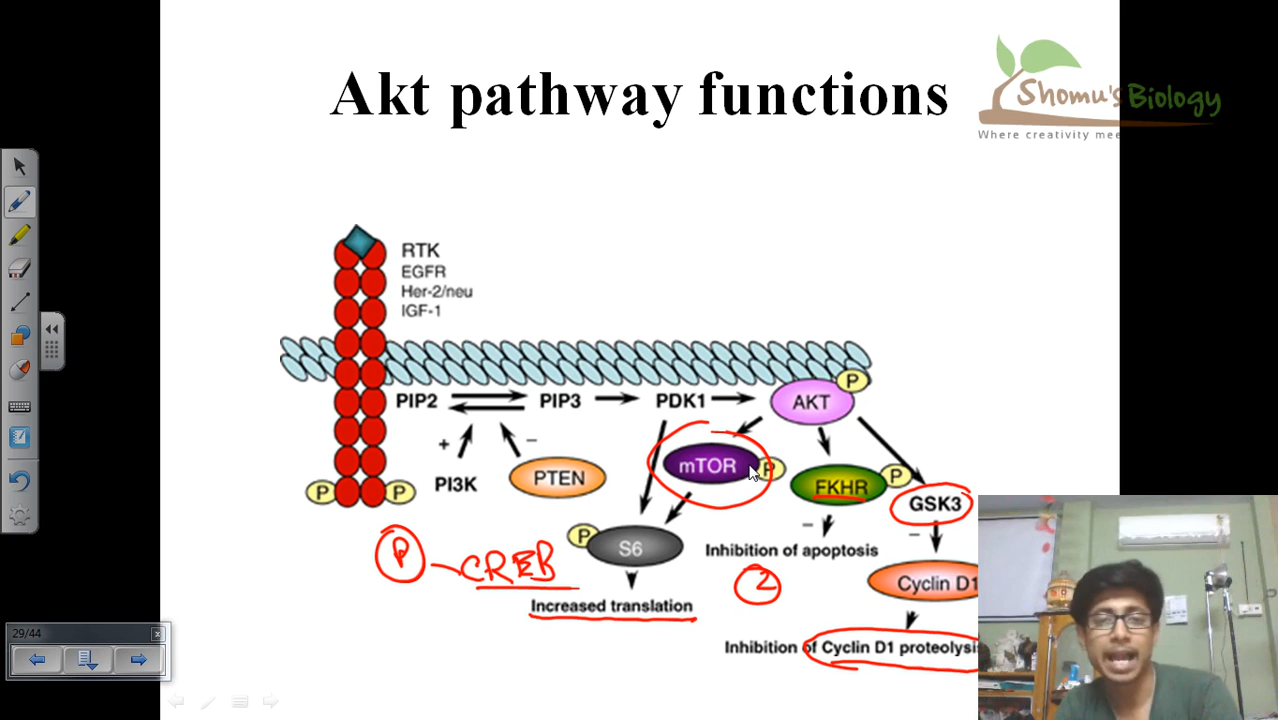 Akt pathway functions
Shomu's Biology
Where creativity mee
RTK
EGFR
Her-2/neu
IGF-1
P
PIP2
PIP3
PDK1
AKT
+
−
mTOR
P
PTEN
FKHR
P
PI3K
P
P
GSK3
P
S6
−
−
Inhibition of apoptosis
P
CREB
2
Cyclin D1
Increased translation
Inhibition of Cyclin D1 proteolysis
29/44